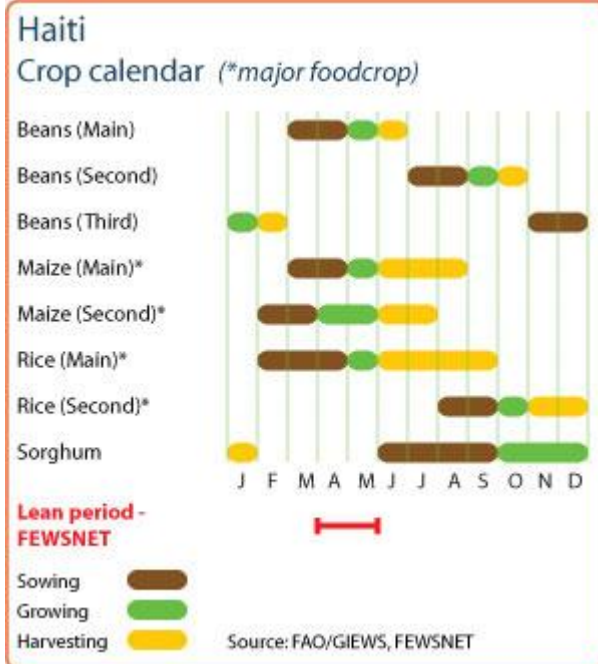 Haiti
Crop calendar (*major foodcrop)
Beans (Main)
Beans (Second)
Beans (Third)
Maize (Main)*
Maize (Second)*
Rice (Main)*
Rice (Second)*
Sorghum
J F M A M J J A S O N D
Lean period -
FEWSNET
Sowing
Growing
Harvesting
Source: FAO/GIEWS, FEWSNET